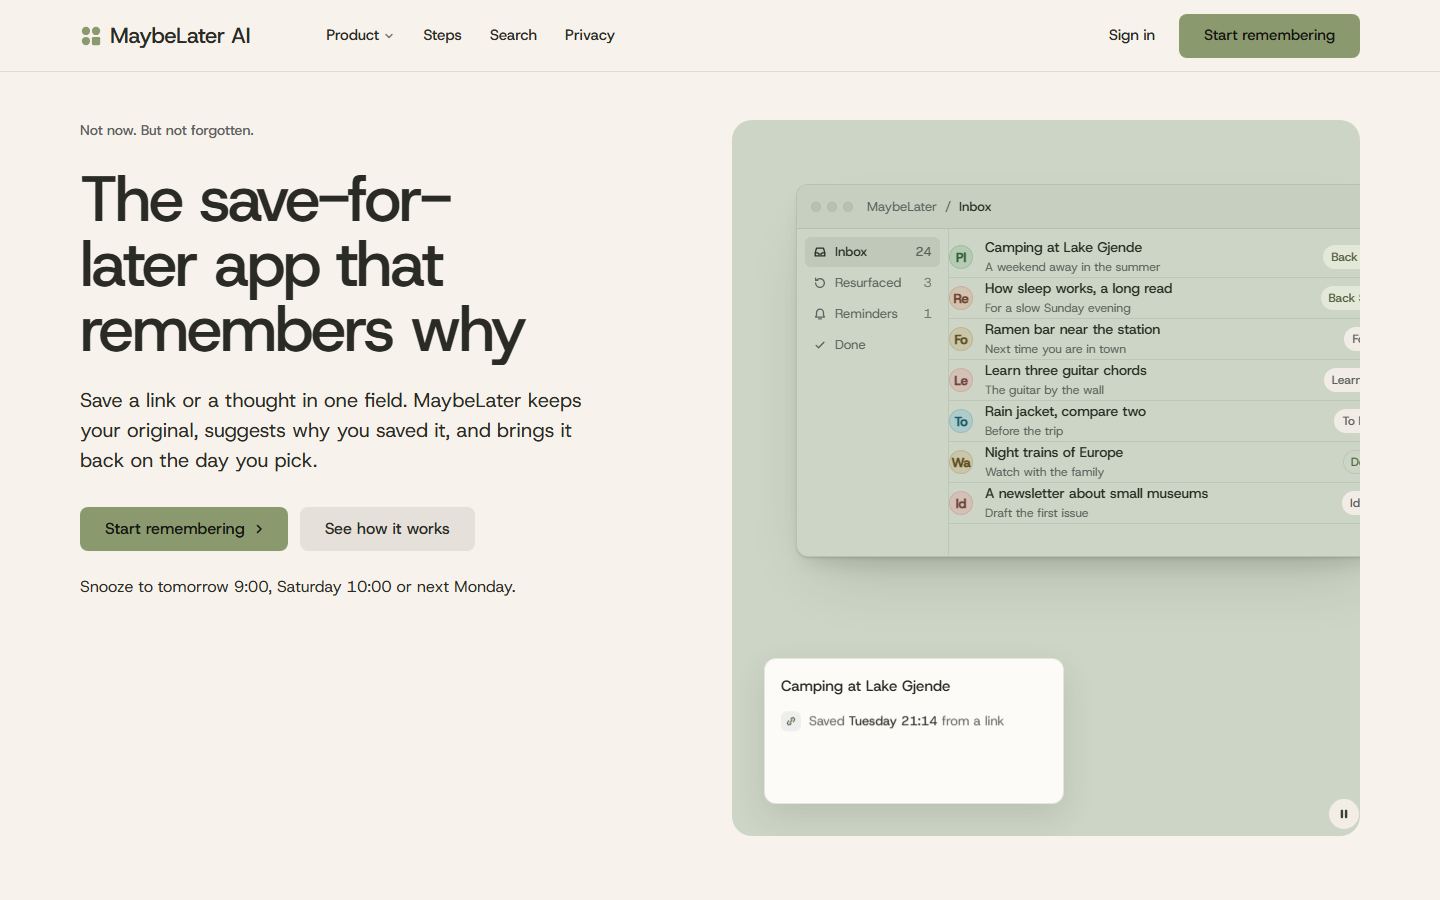 MaybeLater AI
Product
Steps
Search
Privacy
Sign in
Start remembering
Not now. But not forgotten.
The save-for-
later app that
remembers why
Save a link or a thought in one field. MaybeLater keeps
your original, suggests why you saved it, and brings it
back on the day you pick.
Start remembering
See how it works
Snooze to tomorrow 9:00, Saturday 10:00 or next Monday.
MaybeLater / Inbox
Inbox 24
Resurfaced 3
Reminders 1
Done
Pl Camping at Lake Gjende Back
A weekend away in the summer
Re How sleep works, a long read Back
For a slow Sunday evening
Fo Ramen bar near the station
Next time you are in town
Le Learn three guitar chords Learn
The guitar by the wall
To Rain jacket, compare two To
Before the trip
Wa Night trains of Europe
Watch with the family
Id A newsletter about small museums Id
Draft the first issue
Camping at Lake Gjende
Saved Tuesday 21:14 from a link